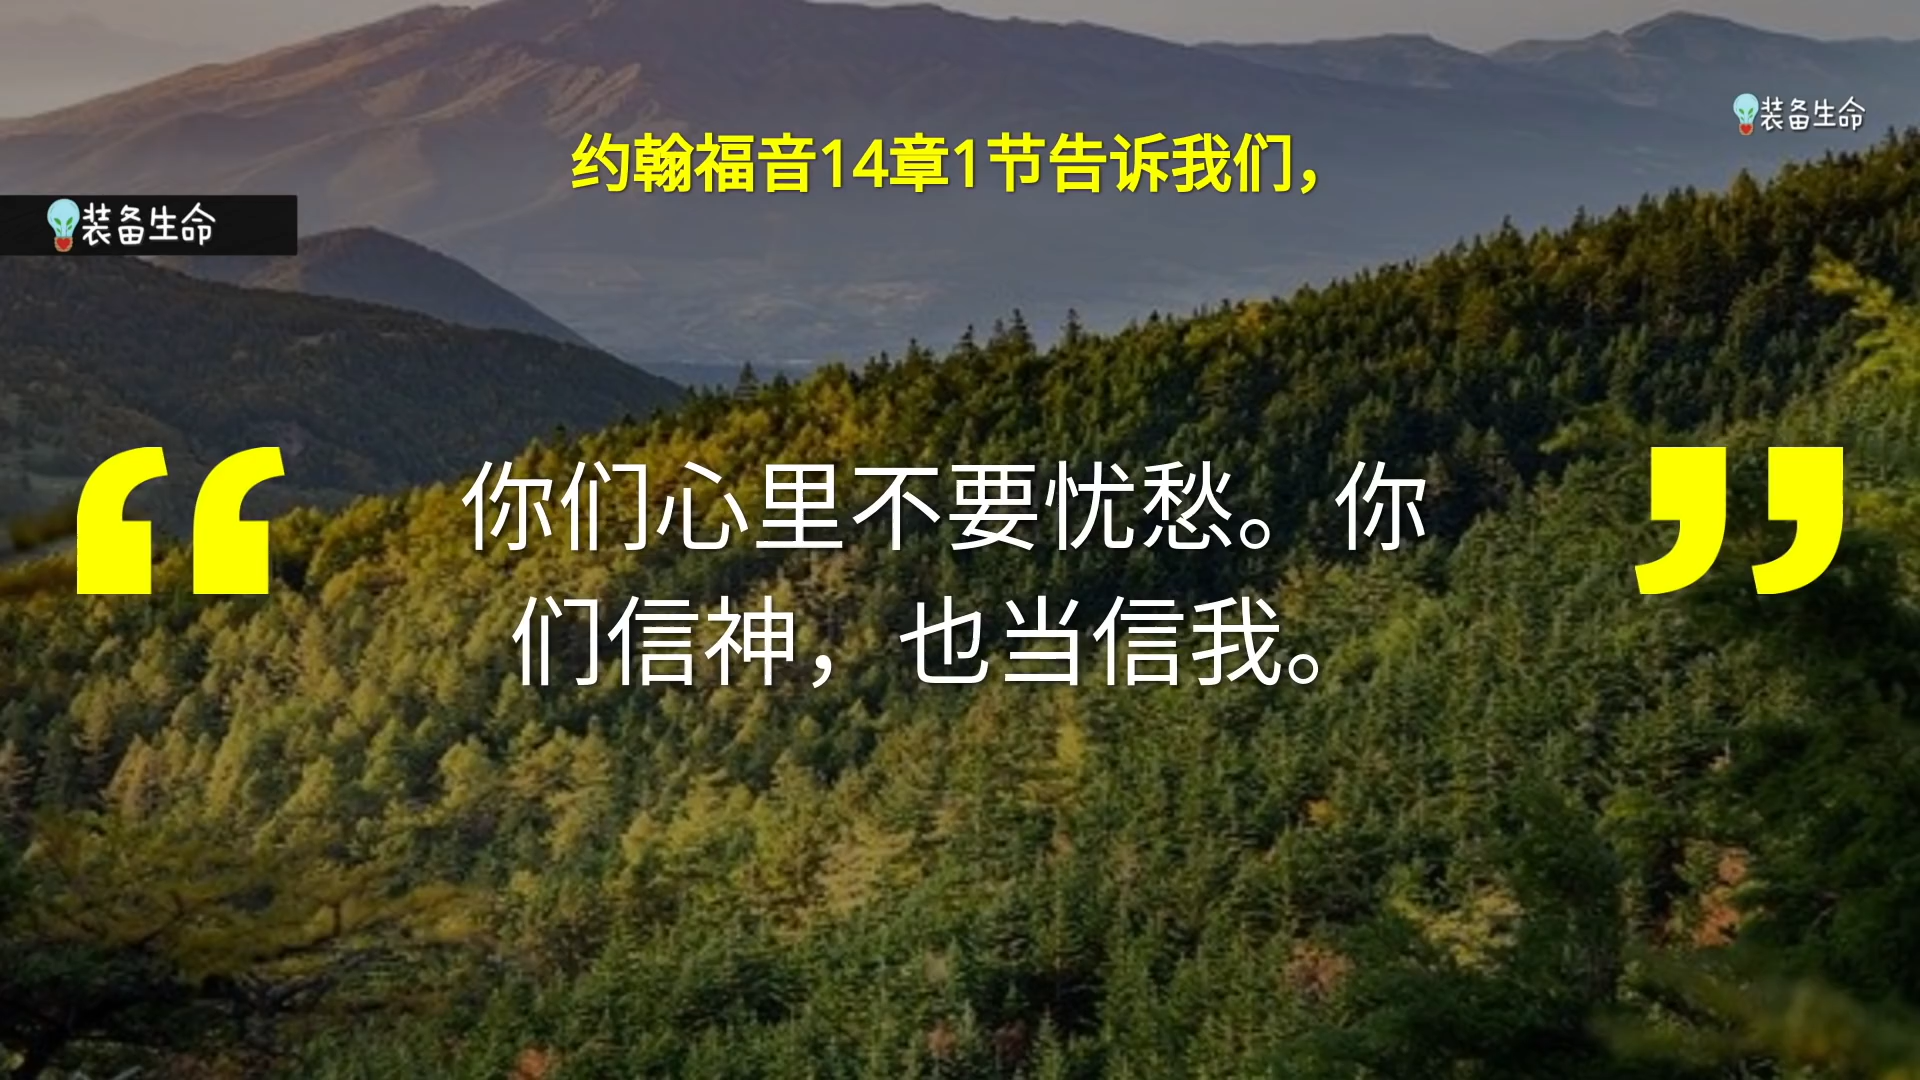 装备生命
约翰福音14章1节告诉我们，
装备生命
“你们心里不要忧愁。你
们信神，也当信我。”